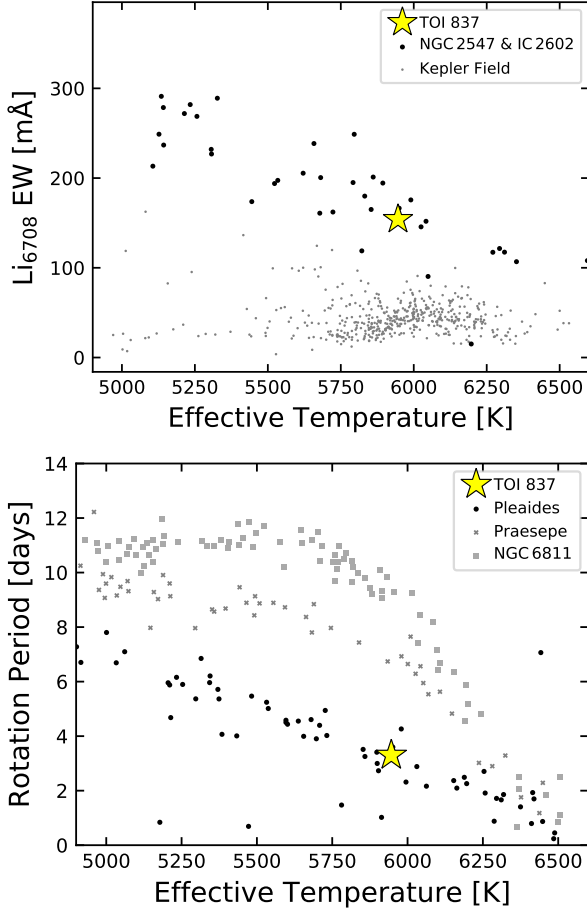 TOI 837
NGC 2547 & IC 2602
Kepler Field
Li6708 EW [mÅ]
300
200
100
0
5000 5250 5500 5750 6000 6250 6500
Effective Temperature [K]
TOI 837
Pleaides
Praesepe
NGC 6811
Rotation Period [days]
14
12
10
8
6
4
2
0
5000 5250 5500 5750 6000 6250 6500
Effective Temperature [K]